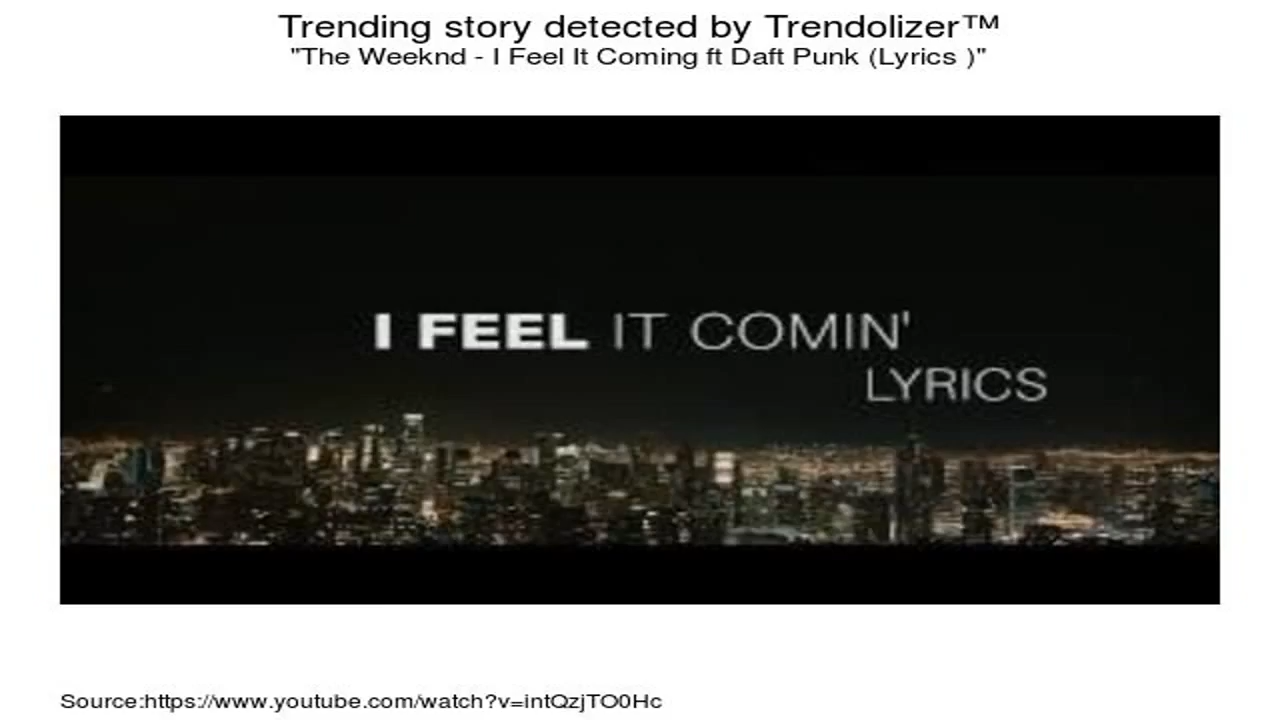 Trending story detected by Trendolizer™
"The Weeknd - I Feel It Coming ft Daft Punk (Lyrics )"
I FEEL IT COMIN'
LYRICS
Source:https://www.youtube.com/watch?v=intQzjTO0Hc